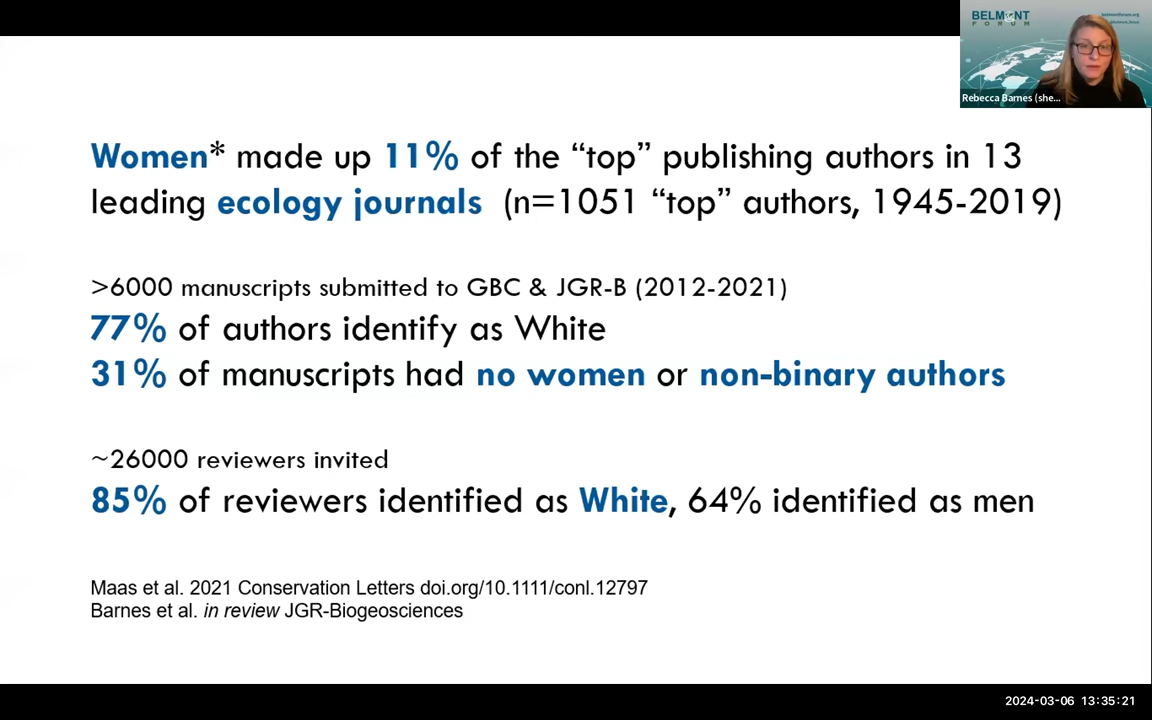 BELMONT
FORUM
Rebecca Barnes (she...
Women* made up 11% of the “top” publishing authors in 13
leading ecology journals (n=1051 “top” authors, 1945-2019)
>6000 manuscripts submitted to GBC & JGR-B (2012-2021)
77% of authors identify as White
31% of manuscripts had no women or non-binary authors
~26000 reviewers invited
85% of reviewers identified as White, 64% identified as men
Maas et al. 2021 Conservation Letters doi.org/10.1111/conl.12797
Barnes et al. in review JGR-Biogeosciences
2024-03-06 13:35:21